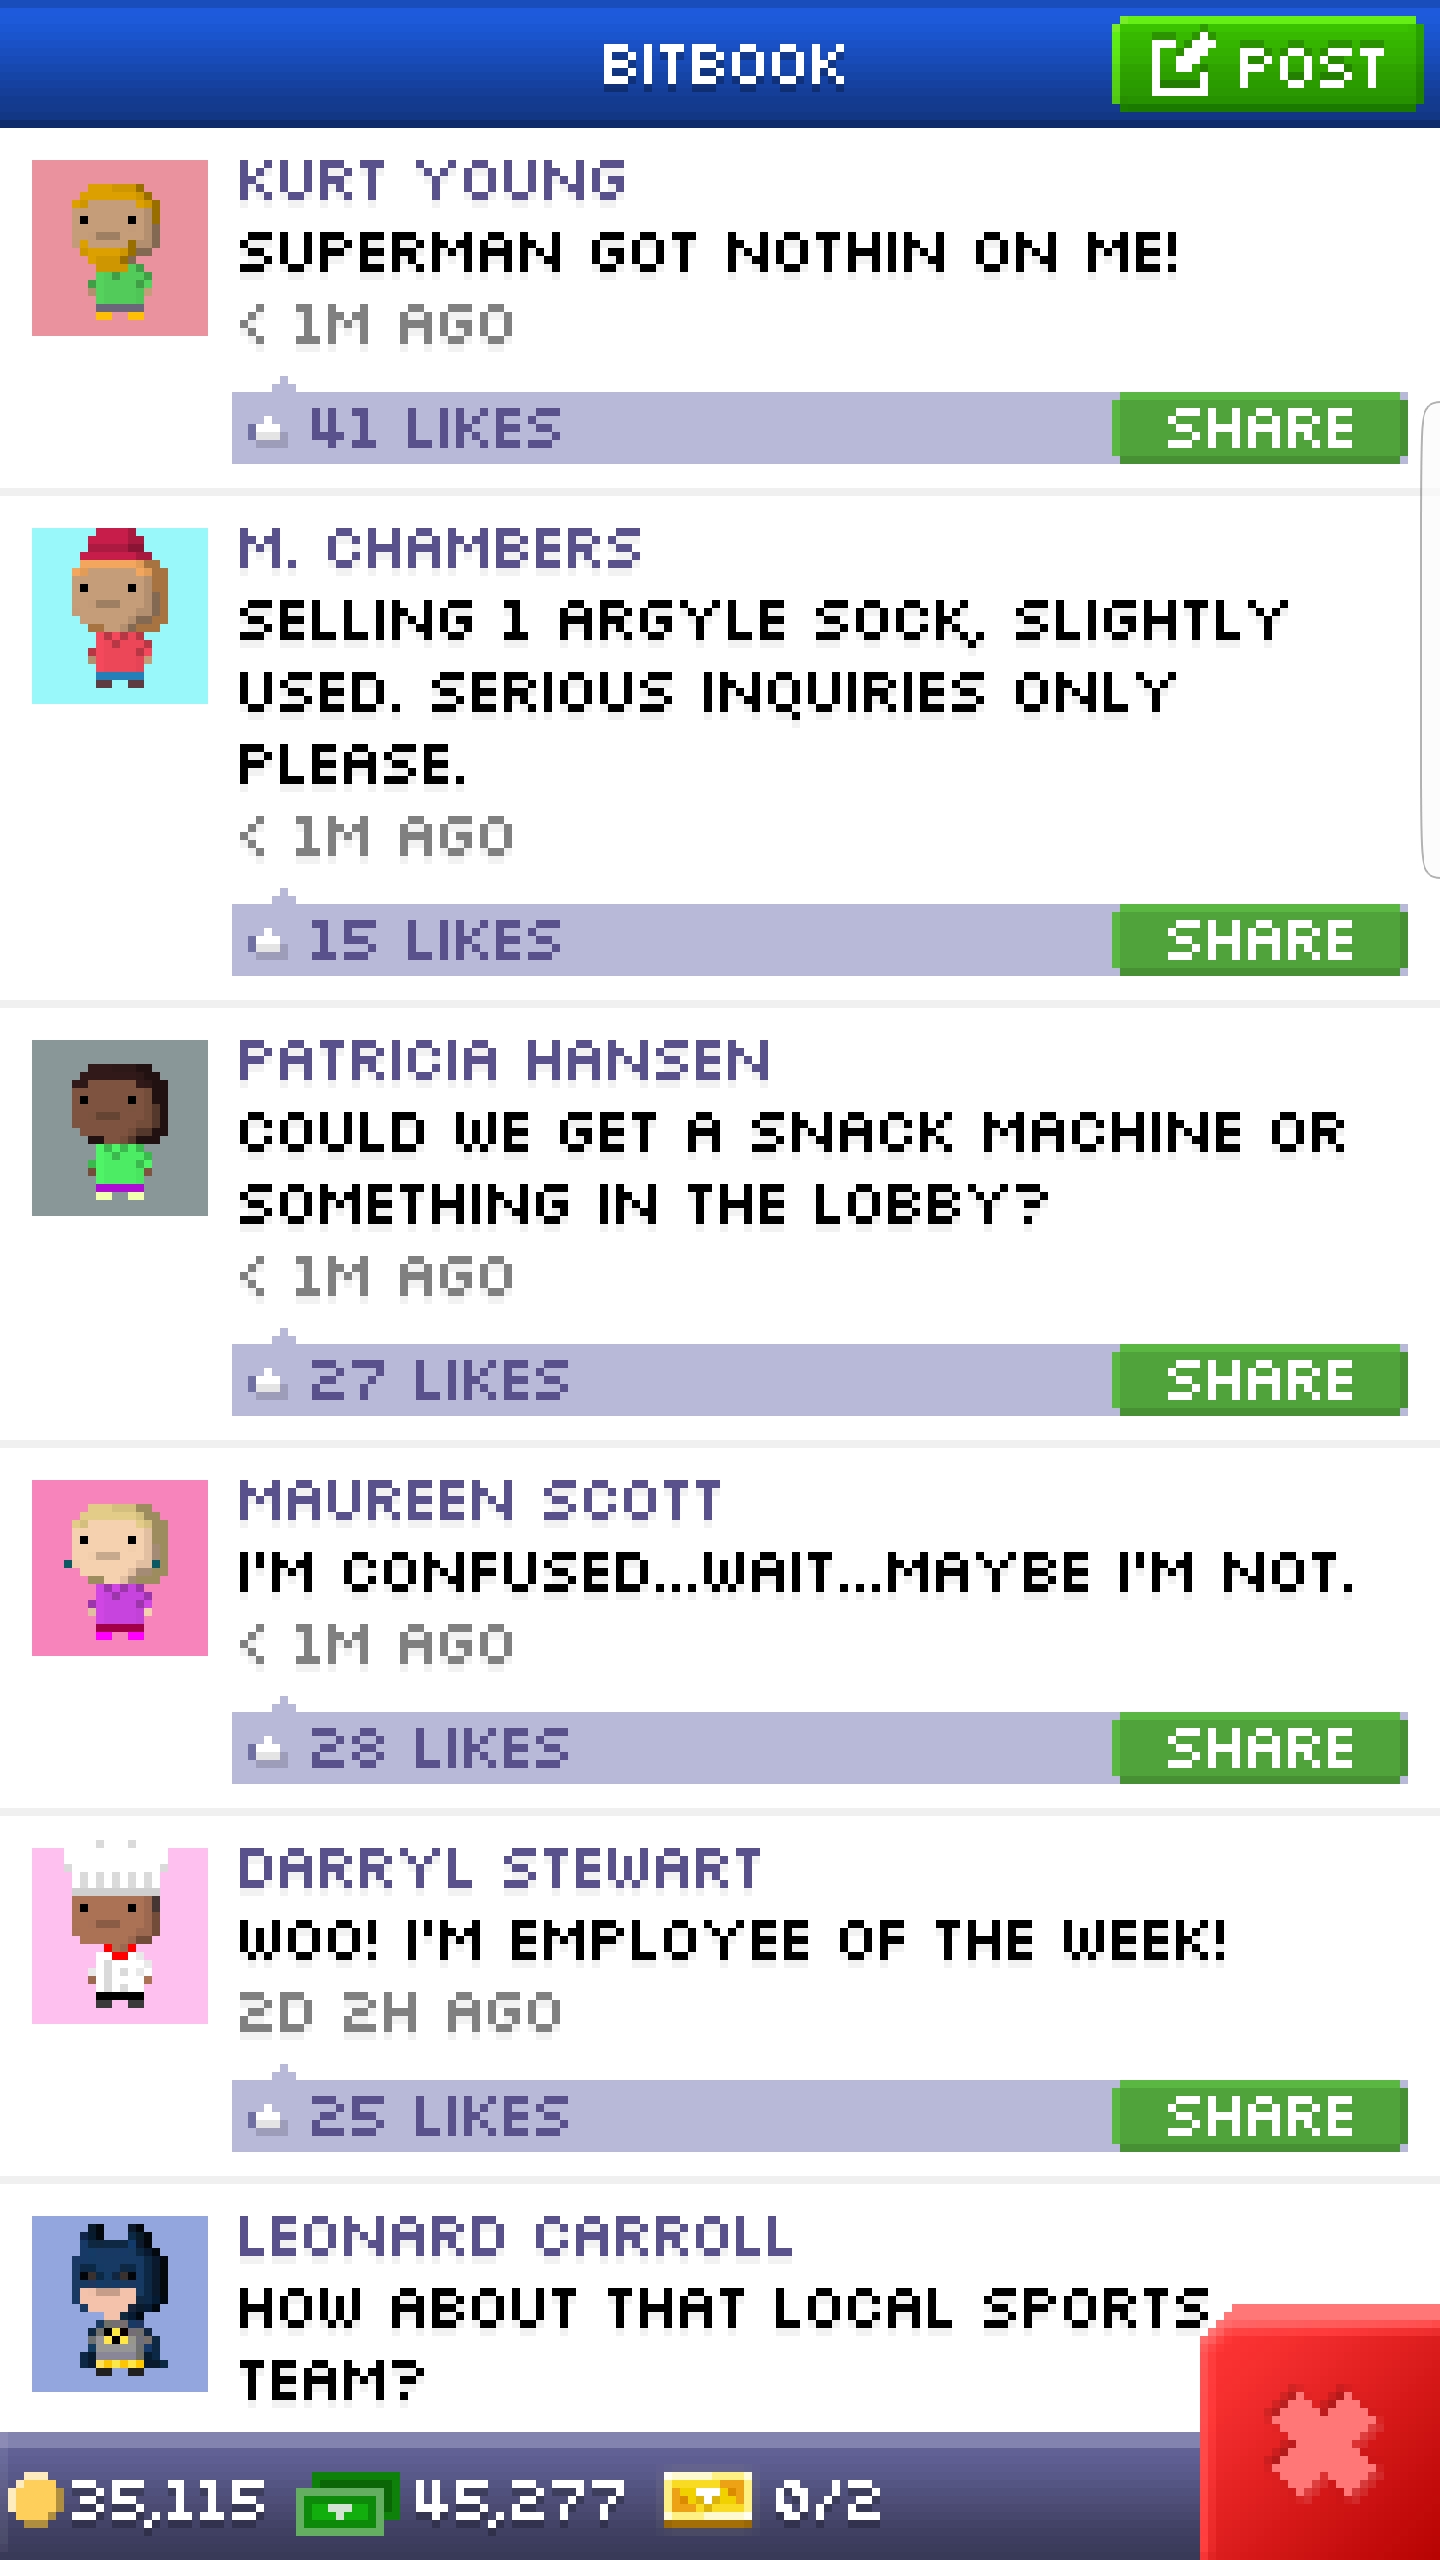 BITBOOK
POST
KURT YOUNG
SUPERMAN GOT NOTHIN ON ME!
< 1M AGO
41 LIKES
SHARE
M. CHAMBERS
SELLING 1 ARGYLE SOCK, SLIGHTLY
USED. SERIOUS INQUIRIES ONLY
PLEASE.
< 1M AGO
15 LIKES
SHARE
PATRICIA HANSEN
COULD WE GET A SNACK MACHINE OR
SOMETHING IN THE LOBBY?
< 1M AGO
27 LIKES
SHARE
MAUREEN SCOTT
I'M CONFUSED...WAIT...MAYBE I'M NOT.
< 1M AGO
28 LIKES
SHARE
DARRYL STEWART
WOO! I'M EMPLOYEE OF THE WEEK!
2D 2H AGO
25 LIKES
SHARE
LEONARD CARROLL
HOW ABOUT THAT LOCAL SPORTS
TEAM?
35,115 45,277 0/2